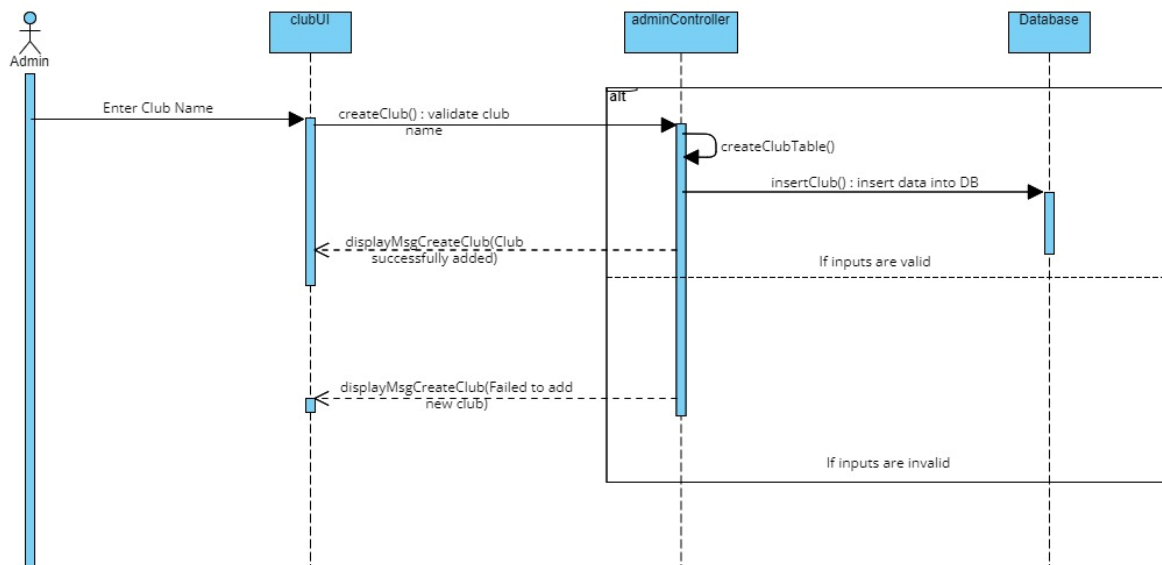 clubUI
adminController
Database
Admin
alt
Enter Club Name
createClub() : validate club
name
createClubTable()
insertClub() : insert data into DB
displayMsgCreateClub(Club
successfully added)
If inputs are valid
displayMsgCreateClub(Failed to add
new club)
If inputs are invalid